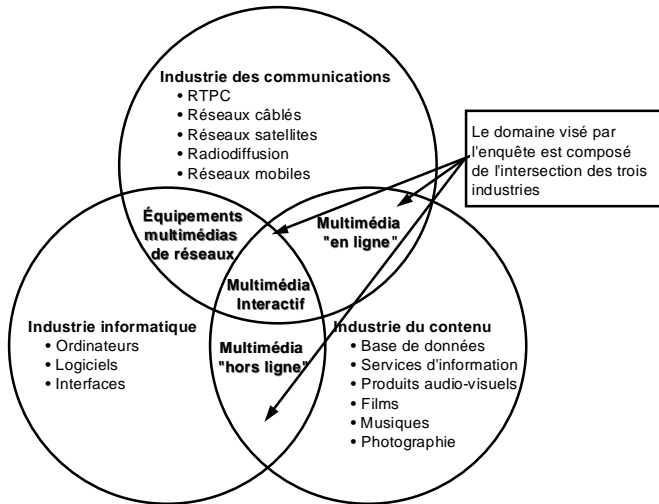 Industrie des communications
• RTPC
• Réseaux câblés
• Réseaux satellites
• Radiodiffusion
• Réseaux mobiles
Le domaine visé par
l'enquête est composé
de l'intersection des trois
industries
Équipements
multimédias
de réseaux
Multimédia
"en ligne"
Multimédia
Interactif
Industrie informatique
• Ordinateurs
• Logiciels
• Interfaces
Multimédia
"hors ligne"
Industrie du contenu
• Base de données
• Services d'information
• Produits audio-visuels
• Films
• Musiques
• Photographie